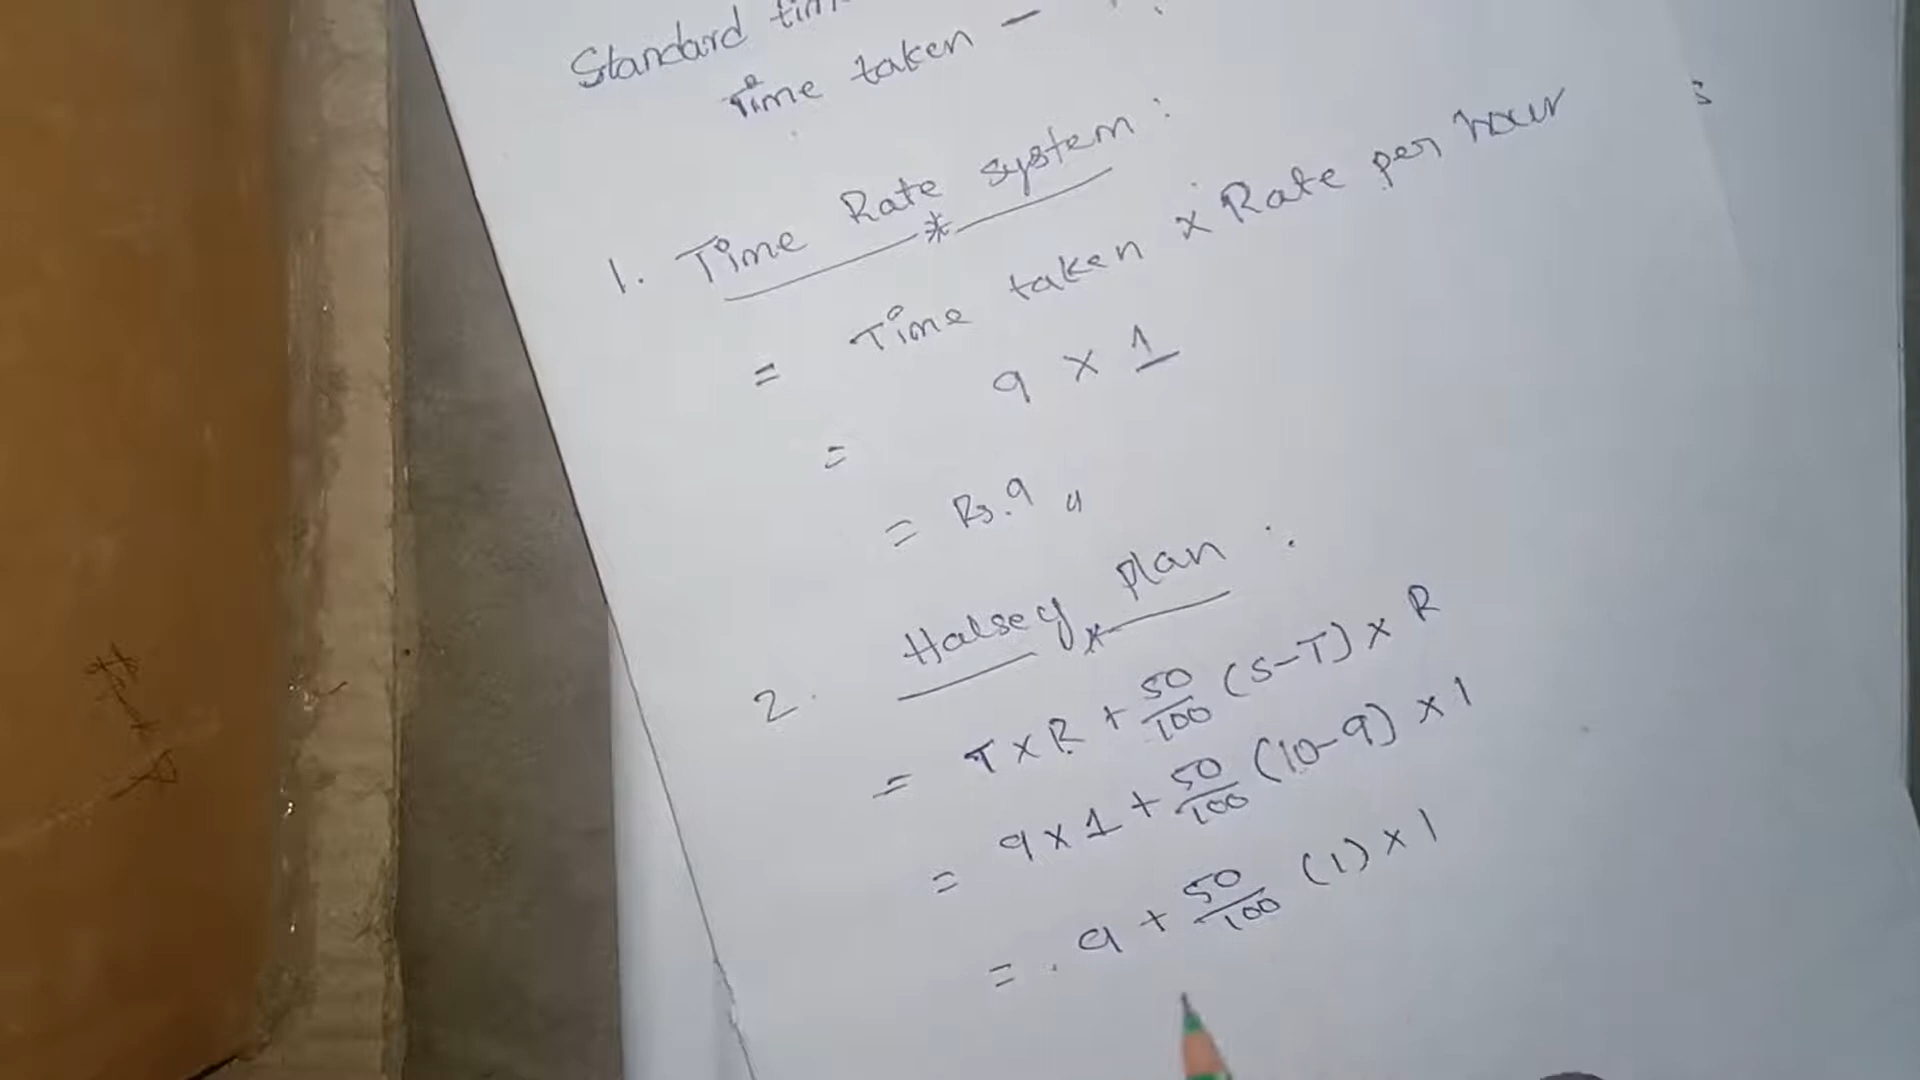 Standard
Time taken -
1. Time Rate system :
= Time taken x Rate per hour
= 9 x 1
= Rs. 9 "
2. Halsey plan :
= T x R + 50/100 (S-T) x R
= 9 x 1 + 50/100 (10-9) x 1
= 9 + 50/100 (1) x 1